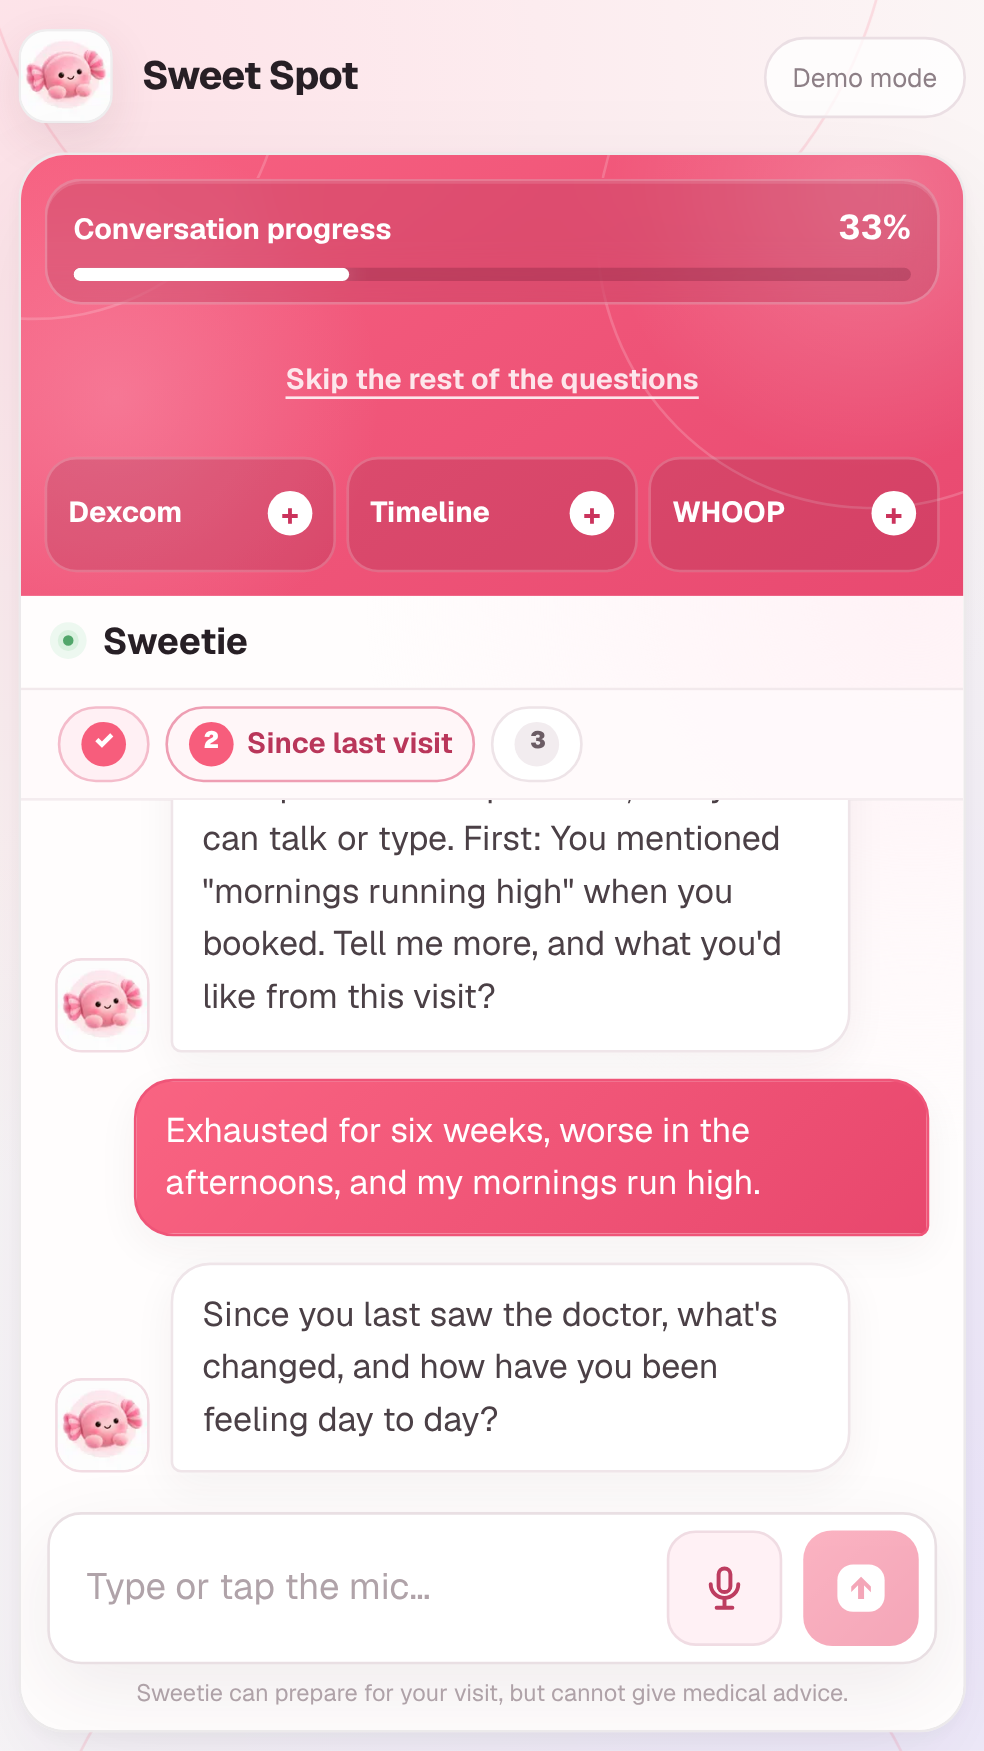 Sweet Spot
Demo mode
Conversation progress
33%
Skip the rest of the questions
Dexcom
Timeline
WHOOP
Sweetie
2 Since last visit
3
can talk or type. First: You mentioned
"mornings running high" when you
booked. Tell me more, and what you'd
like from this visit?
Exhausted for six weeks, worse in the
afternoons, and my mornings run high.
Since you last saw the doctor, what's
changed, and how have you been
feeling day to day?
Type or tap the mic...
Sweetie can prepare for your visit, but cannot give medical advice.